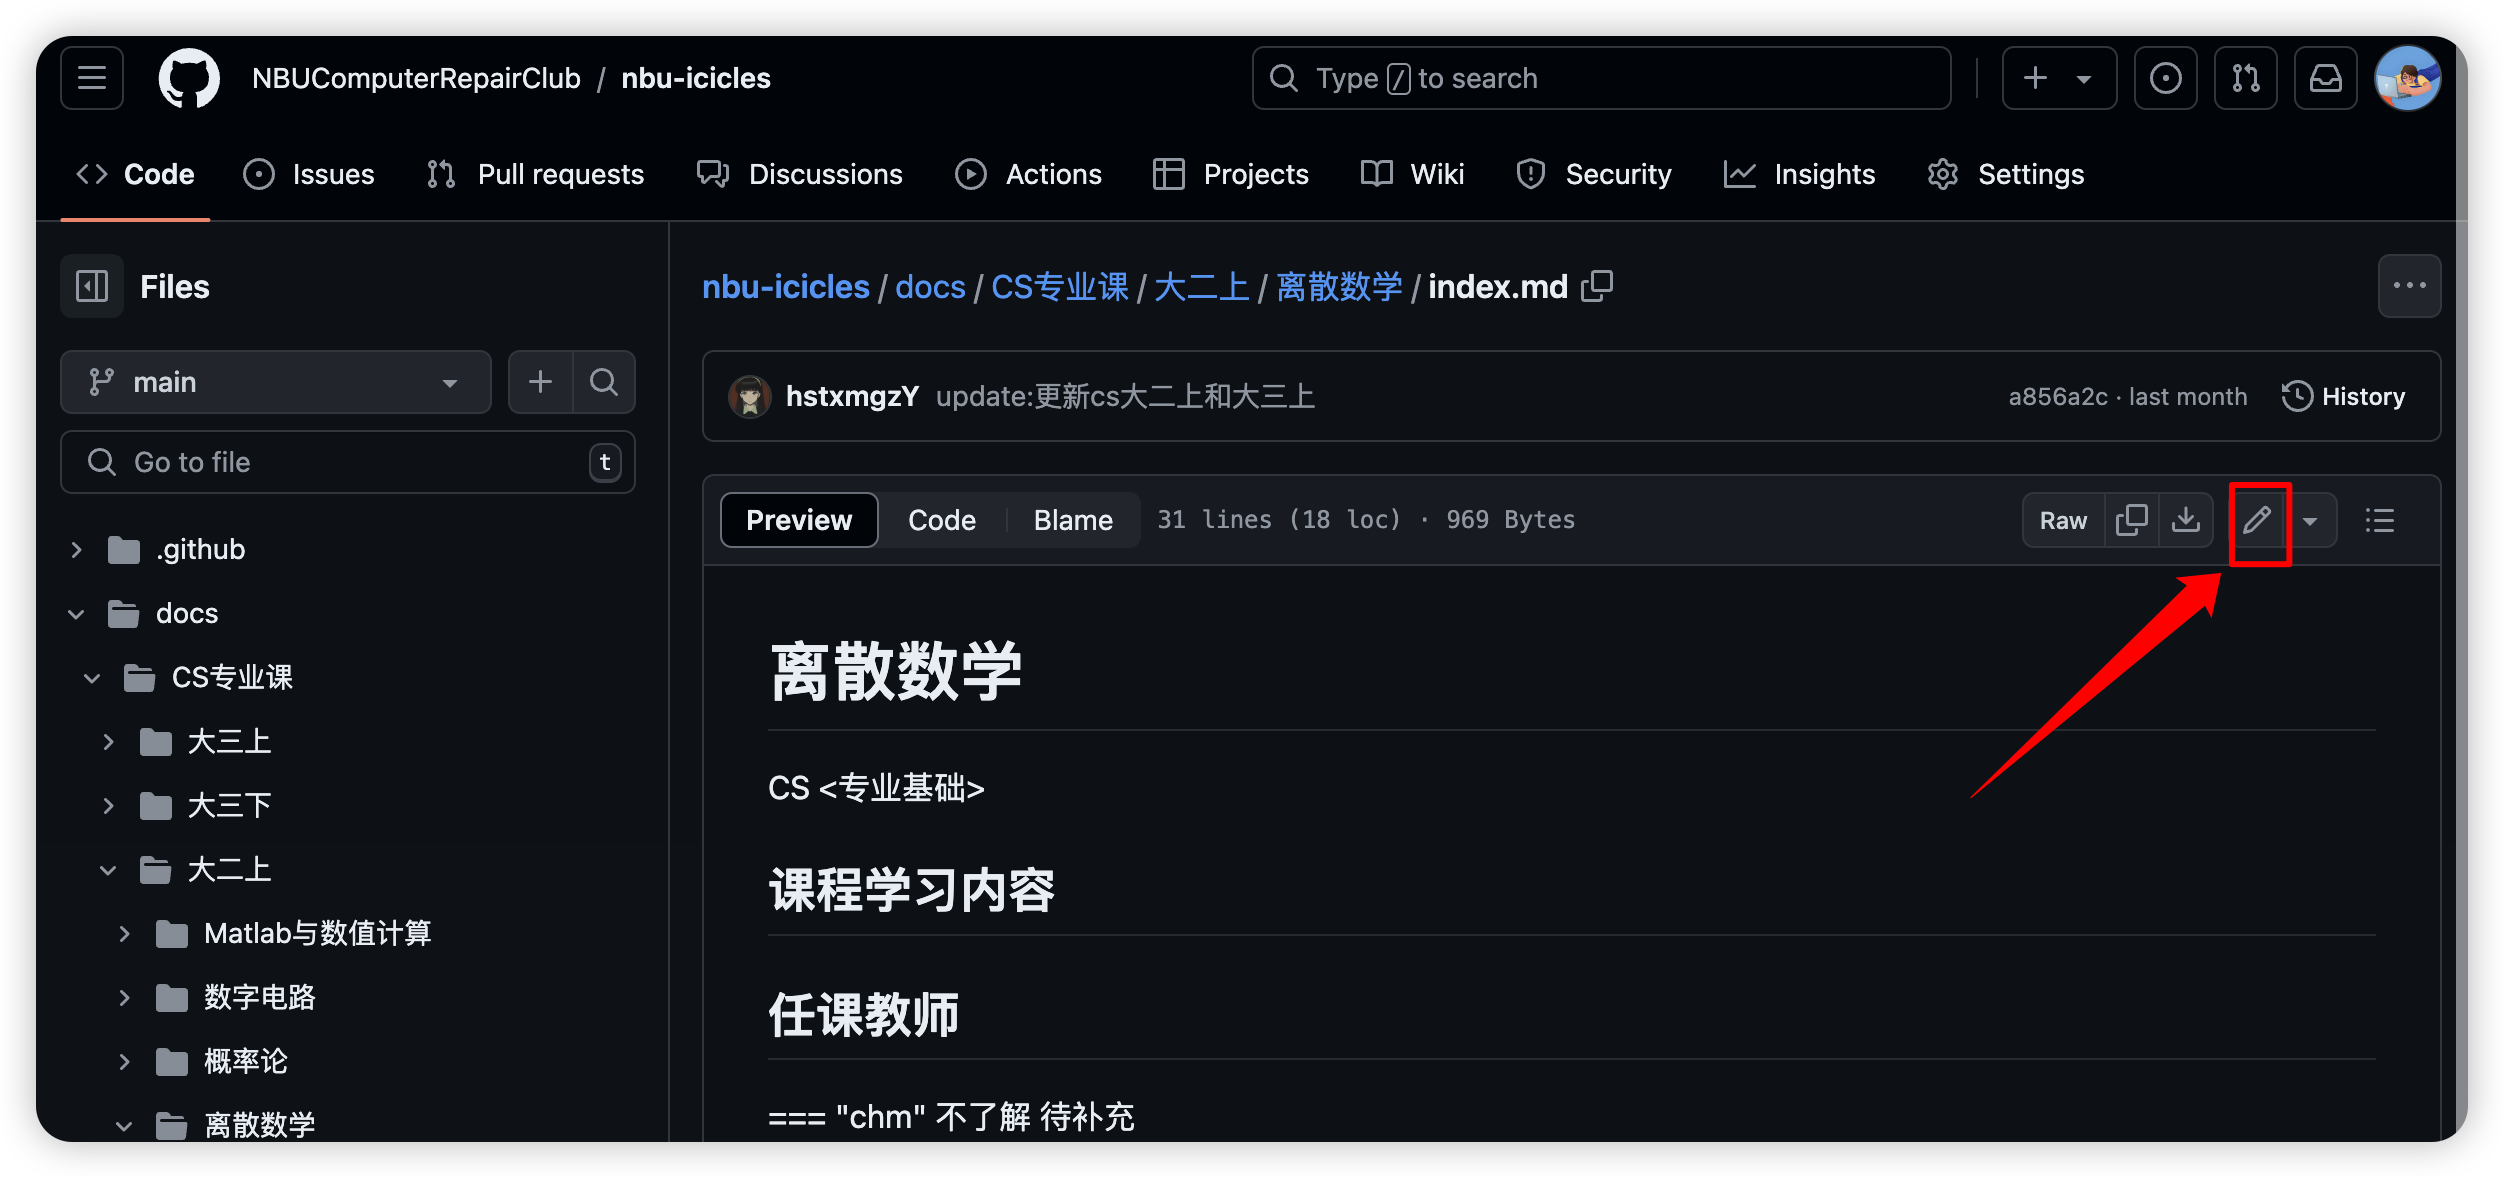 NBUComputerRepairClub / nbu-icicles
Type / to search
Code
Issues
Pull requests
Discussions
Actions
Projects
Wiki
Security
Insights
Settings
Files
main
Go to file
t
.github
docs
CS专业课
大三上
大三下
大二上
Matlab与数值计算
数字电路
概率论
离散数学
nbu-icicles / docs / CS专业课 / 大二上 / 离散数学 / index.md
hstxmgzY update:更新cs大二上和大三上
a856a2c · last month
History
Preview
Code
Blame
31 lines (18 loc) · 969 Bytes
Raw
离散数学
CS <专业基础>
课程学习内容
任课教师
=== "chm" 不了解 待补充